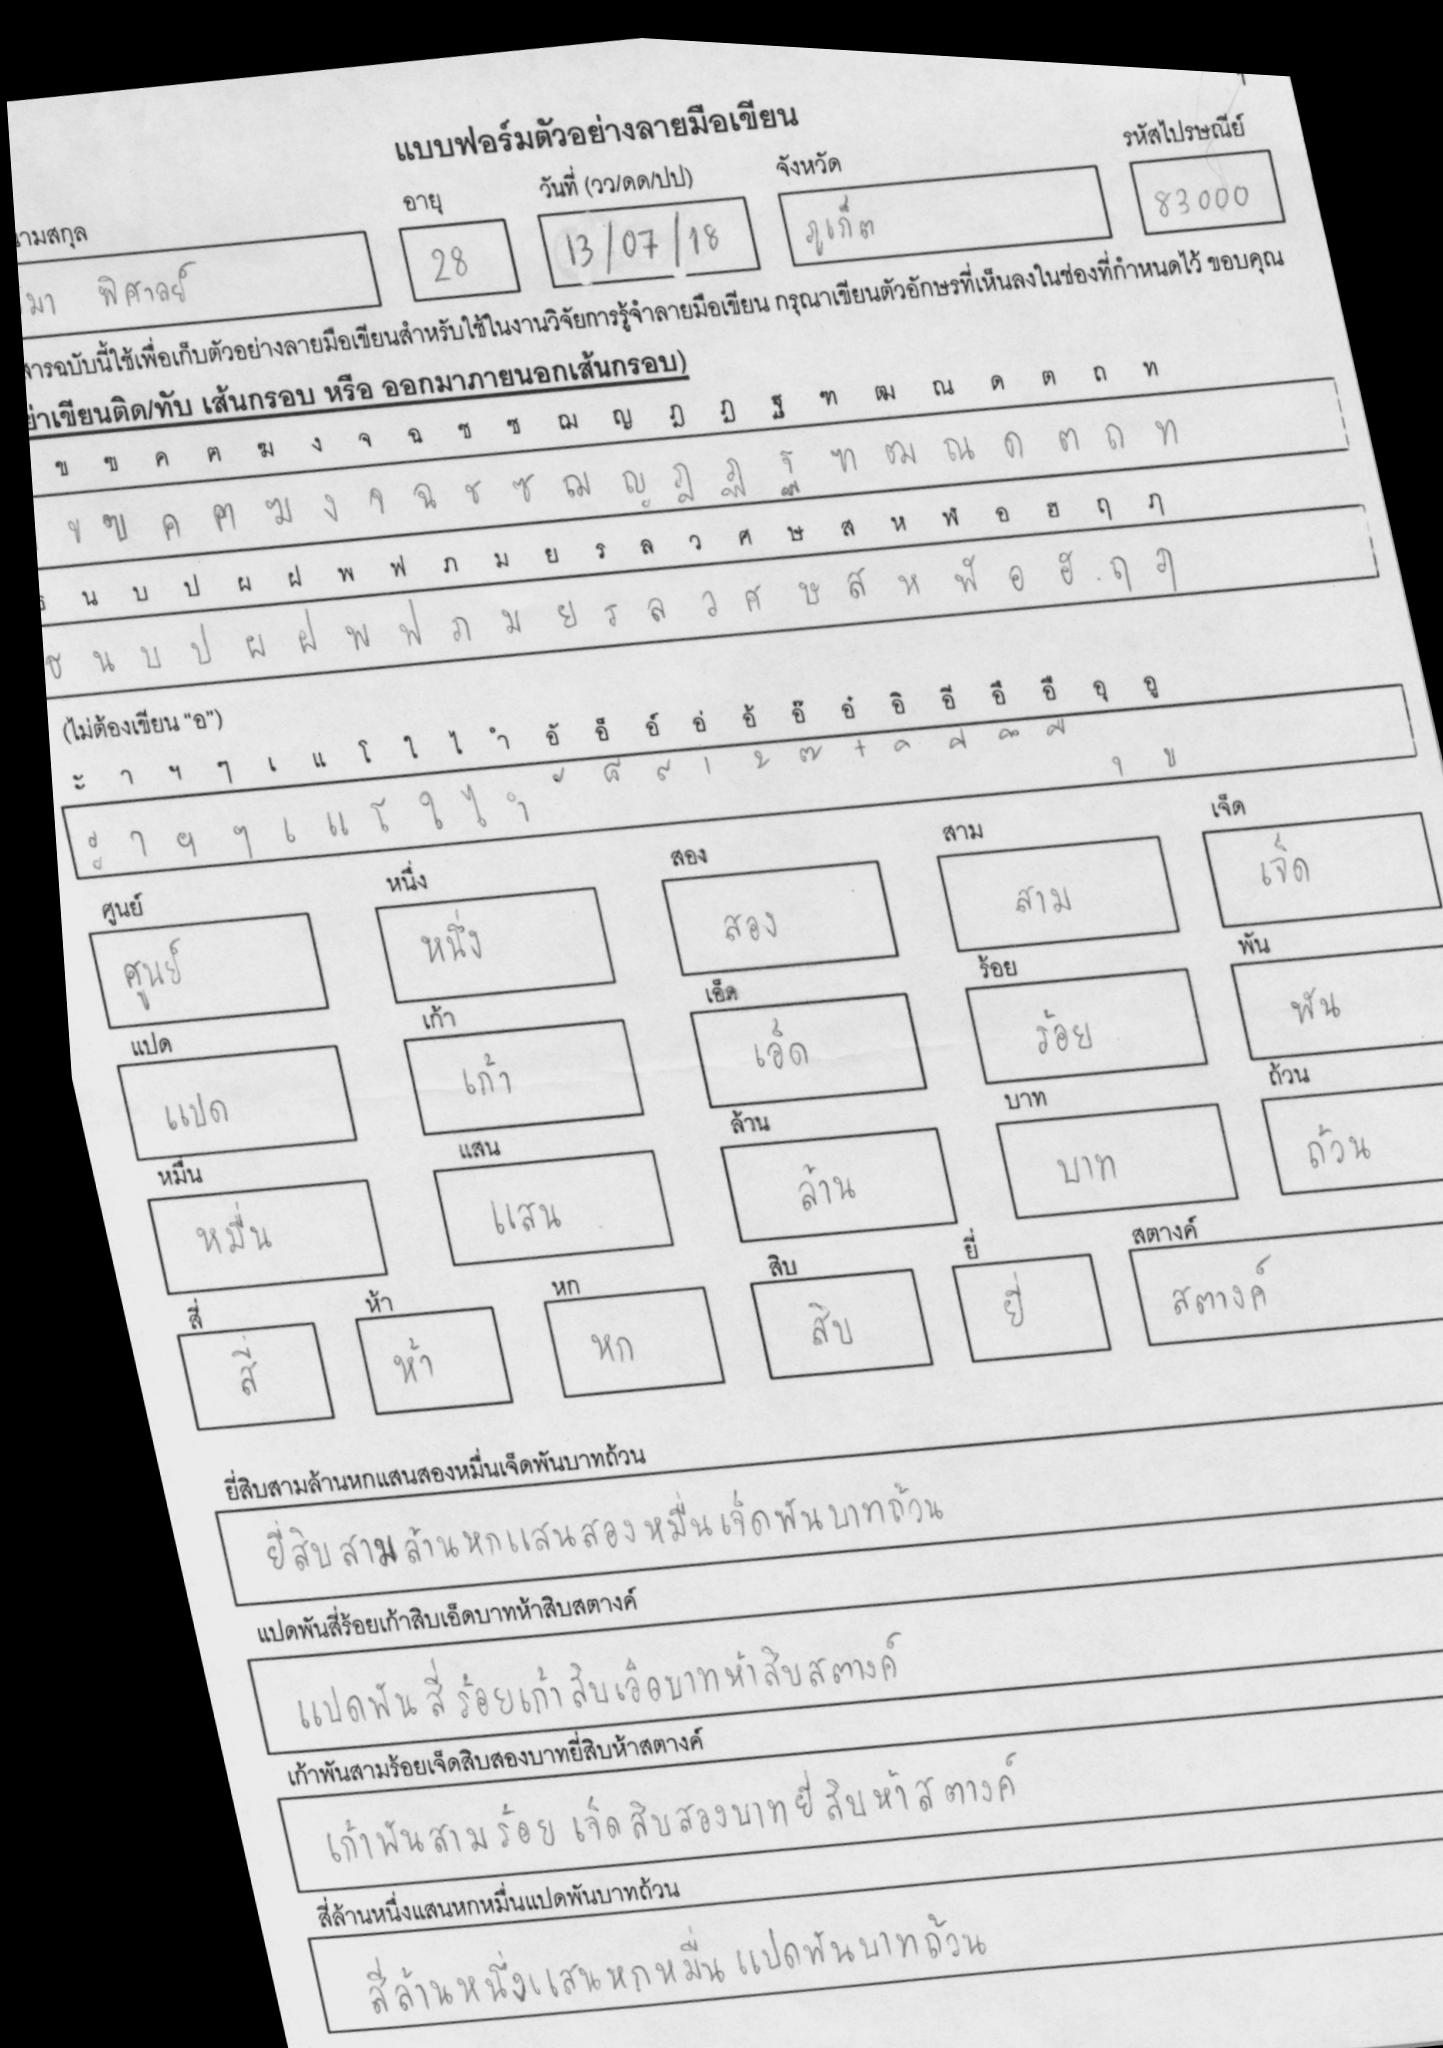 แบบฟอร์มตัวอย่างลายมือเขียน
อายุ วันที่ (วว/ดด/ปป) จังหวัด รหัสไปรษณีย์
นามสกุล
28 13/07/18 ภูเก็ต 83000
มา พิศาลย์
สารฉบับนี้ใช้เพื่อเก็บตัวอย่างลายมือเขียนสำหรับใช้ในงานวิจัยการรู้จำลายมือเขียน กรุณาเขียนตัวอักษรที่เห็นลงในช่องที่กำหนดไว้ ขอบคุณ
ย่าเขียนติด/ทับ เส้นกรอบ หรือ ออกมาภายนอกเส้นกรอบ)
ข ฃ ค ฅ ฆ ง จ ฉ ซ ซ ฌ ญ ฎ ฏ ฐ ฑ ฒ ณ ด ต ถ ท
ข ฃ ค ฅ ฆ ง จ ฉ ช ซ ฌ ญ ฎ ฏ ฐ ฑ ฒ ณ ด ต ถ ท
ธ น บ ป ผ ฝ พ ฟ ภ ม ย ร ล ว ศ ษ ส ห ฬ อ ฮ ฤ ฦ
ธ น บ ป ผ ฝ พ ฟ ภ ม ย ร ล ว ศ ษ ส ห ฬ อ ฮ ฤ ฦ
(ไม่ต้องเขียน "อ")
ะ า ฯ ๆ เ แ โ ใ ไ ำ อั อ็ อ์ อ่ อ้ อ๊ อ๋ อิ อี อึ อื อุ อู
ะ า ฯ ๆ เ แ โ ใ ไ ำ ั ็ ์ ่ ้ ๊ ๋ ิ ี ึ ื ุ ู
ศูนย์ หนึ่ง สอง สาม เจ็ด
ศูนย์ หนึ่ง สอง สาม เจ็ด
แปด เก้า เอ็ด ร้อย พัน
แปด เก้า เอ็ด ร้อย พัน
หมื่น แสน ล้าน บาท ถ้วน
หมื่น แสน ล้าน บาท ถ้วน
สี่ ห้า หก สิบ ยี่ สตางค์
สี่ ห้า หก สิบ ยี่ สตางค์
ยี่สิบสามล้านหกแสนสองหมื่นเจ็ดพันบาทถ้วน
ยี่สิบสามล้านหกแสนสองหมื่นเจ็ดพันบาทถ้วน
แปดพันสี่ร้อยเก้าสิบเอ็ดบาทห้าสิบสตางค์
แปดพันสี่ร้อยเก้าสิบเอ็ดบาทห้าสิบสตางค์
เก้าพันสามร้อยเจ็ดสิบสองบาทยี่สิบห้าสตางค์
เก้าพันสามร้อย เจ็ดสิบสองบาทยี่สิบห้าสตางค์
สี่ล้านหนึ่งแสนหกหมื่นแปดพันบาทถ้วน
สี่ล้านหนึ่งแสนหกหมื่น แปดพันบาทถ้วน